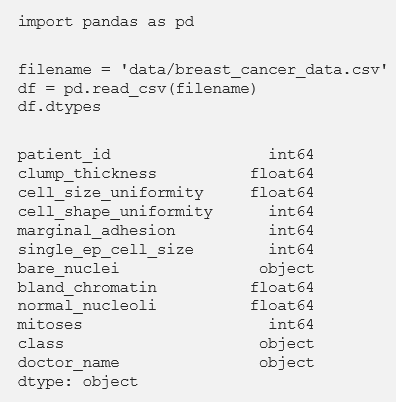 import pandas as pd
filename = 'data/breast_cancer_data.csv'
df = pd.read_csv(filename)
df.dtypes
patient_id                 int64
clump_thickness          float64
cell_size_uniformity     float64
cell_shape_uniformity      int64
marginal_adhesion          int64
single_ep_cell_size        int64
bare_nuclei               object
bland_chromatin          float64
normal_nucleoli          float64
mitoses                    int64
class                     object
doctor_name               object
dtype: object